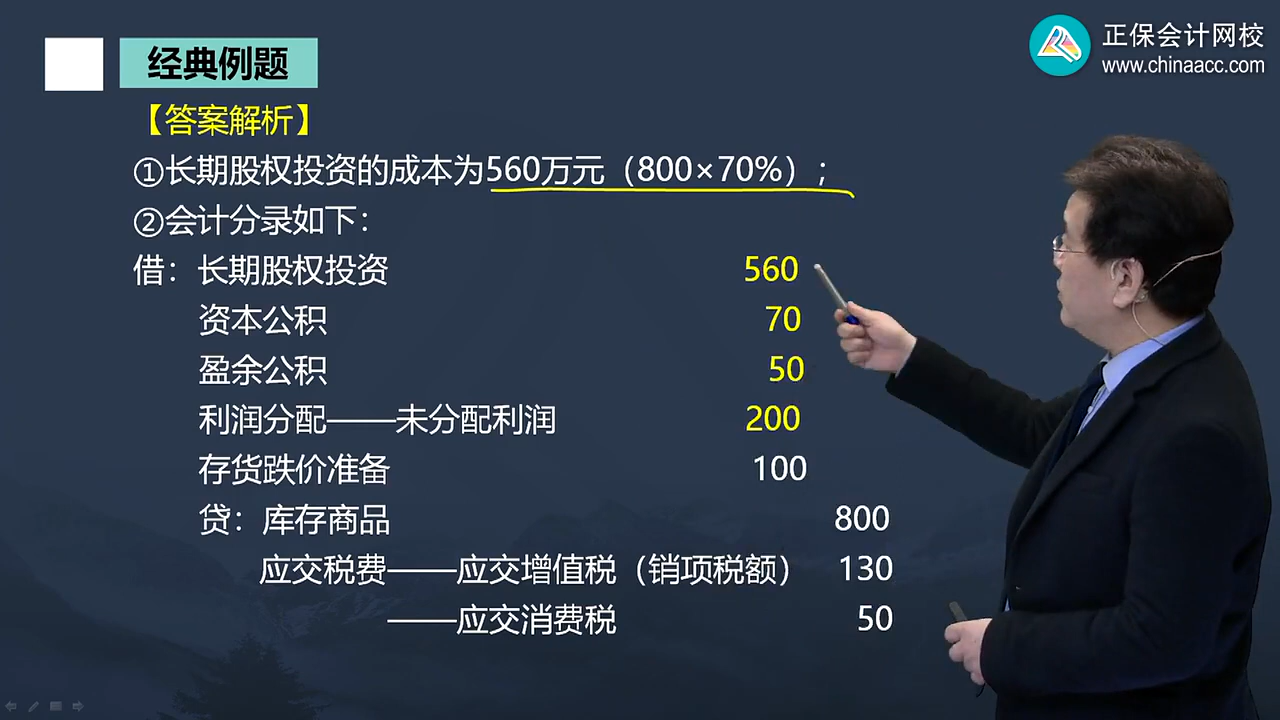 正保会计网校
www.chinaacc.com
经典例题
【答案解析】
①长期股权投资的成本为560万元（800×70%）；
②会计分录如下：
借：长期股权投资 560
资本公积 70
盈余公积 50
利润分配——未分配利润 200
存货跌价准备 100
贷：库存商品 800
应交税费——应交增值税（销项税额） 130
——应交消费税 50